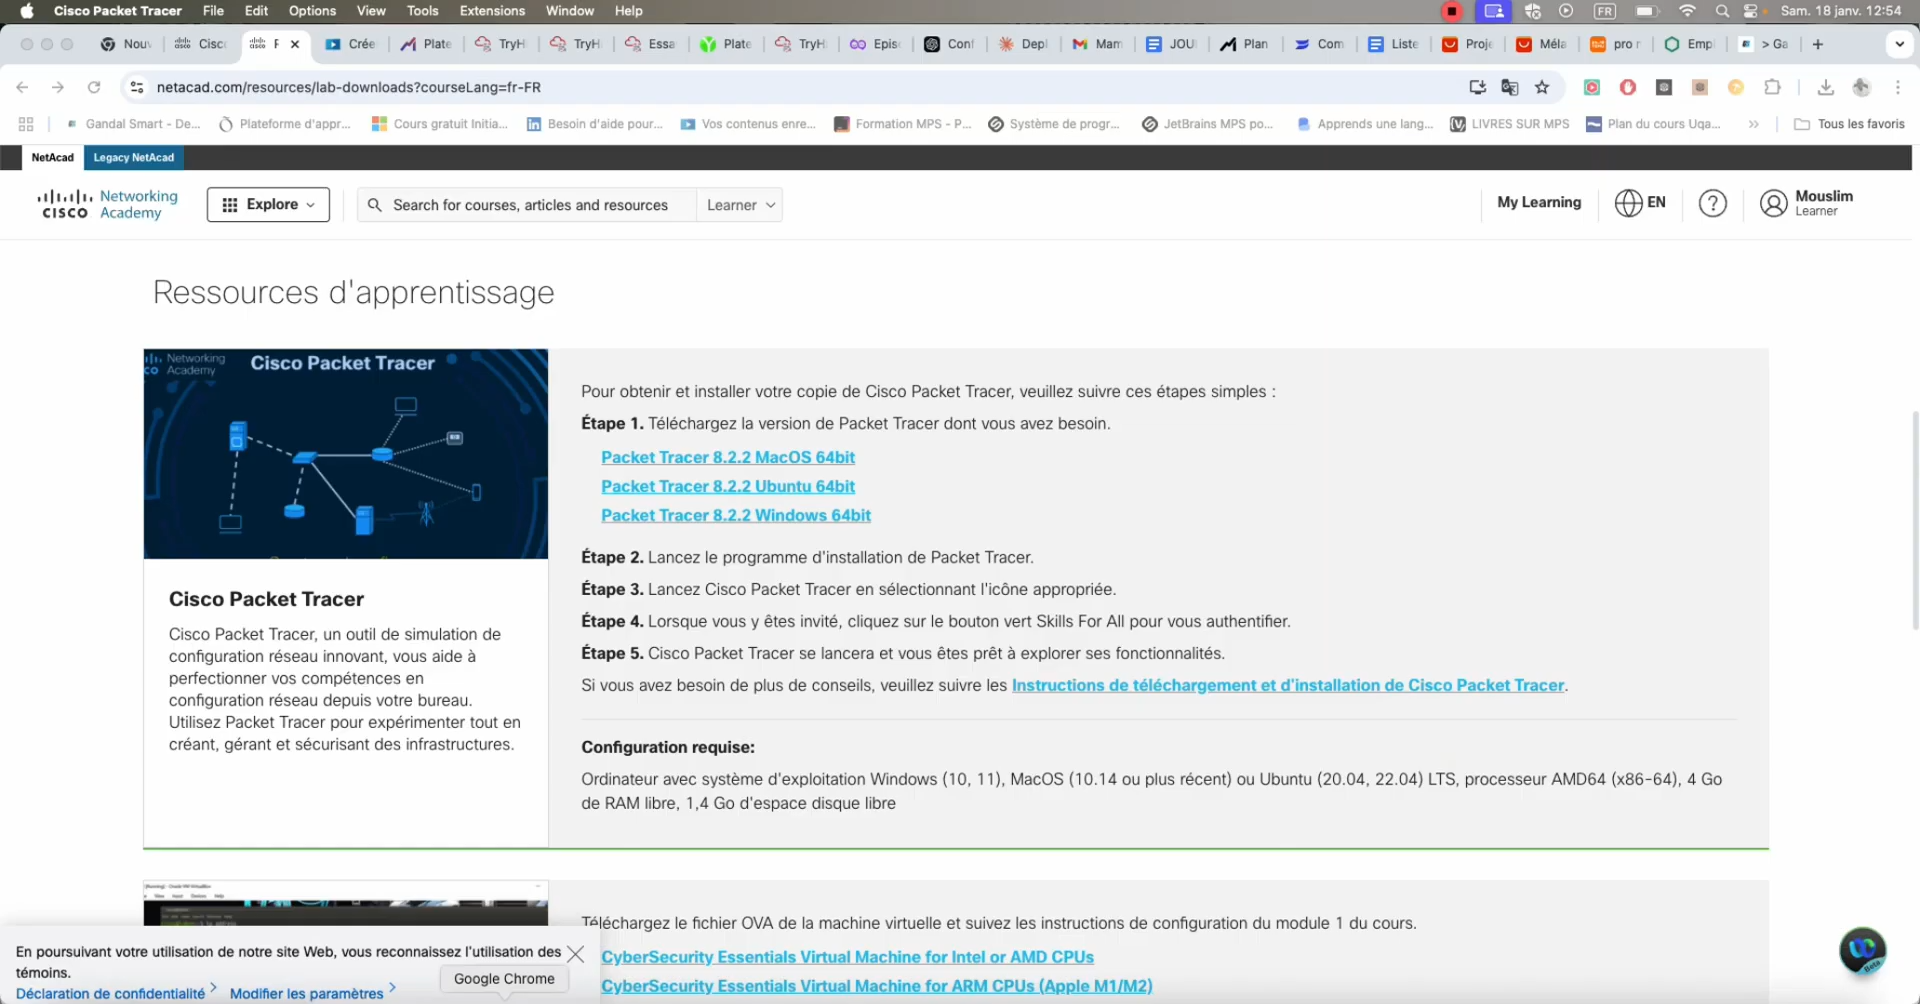 Cisco Packet Tracer File Edit Options View Tools Extensions Window Help FR Sam. 18 janv. 12:54
Nouv Cisc F Crée Plate TryH TryH Essa Plate TryH Epis Conf Depl Mam JOU Plan Com Liste Proje Méla pro r Empl > Ga
netacad.com/resources/lab-downloads?courseLang=fr-FR
Gandal Smart - De... Plateforme d'appr... Cours gratuit Initia... Besoin d'aide pour... Vos contenus enre... Formation MPS - P... Système de progr... JetBrains MPS po... Apprends une lang... LIVRES SUR MPS Plan du cours Uqa... » Tous les favoris
NetAcad Legacy NetAcad
CISCO Networking Academy Explore Search for courses, articles and resources Learner My Learning EN ? Mouslim
Learner
Ressources d'apprentissage
Networking
Academy
Cisco Packet Tracer
Pour obtenir et installer votre copie de Cisco Packet Tracer, veuillez suivre ces étapes simples :
Étape 1. Téléchargez la version de Packet Tracer dont vous avez besoin.
Packet Tracer 8.2.2 MacOS 64bit
Packet Tracer 8.2.2 Ubuntu 64bit
Packet Tracer 8.2.2 Windows 64bit
Étape 2. Lancez le programme d'installation de Packet Tracer.
Étape 3. Lancez Cisco Packet Tracer en sélectionnant l'icône appropriée.
Étape 4. Lorsque vous y êtes invité, cliquez sur le bouton vert Skills For All pour vous authentifier.
Étape 5. Cisco Packet Tracer se lancera et vous êtes prêt à explorer ses fonctionnalités.
Si vous avez besoin de plus de conseils, veuillez suivre les Instructions de téléchargement et d'installation de Cisco Packet Tracer.
Configuration requise:
Ordinateur avec système d'exploitation Windows (10, 11), MacOS (10.14 ou plus récent) ou Ubuntu (20.04, 22.04) LTS, processeur AMD64 (x86-64), 4 Go
de RAM libre, 1,4 Go d'espace disque libre
Cisco Packet Tracer
Cisco Packet Tracer, un outil de simulation de
configuration réseau innovant, vous aide à
perfectionner vos compétences en
configuration réseau depuis votre bureau.
Utilisez Packet Tracer pour expérimenter tout en
créant, gérant et sécurisant des infrastructures.
Téléchargez le fichier OVA de la machine virtuelle et suivez les instructions de configuration du module 1 du cours.
CyberSecurity Essentials Virtual Machine for Intel or AMD CPUs
CyberSecurity Essentials Virtual Machine for ARM CPUs (Apple M1/M2)
En poursuivant votre utilisation de notre site Web, vous reconnaissez l'utilisation des
témoins.
Déclaration de confidentialité > Modifier les paramètres >
Google Chrome
Beta